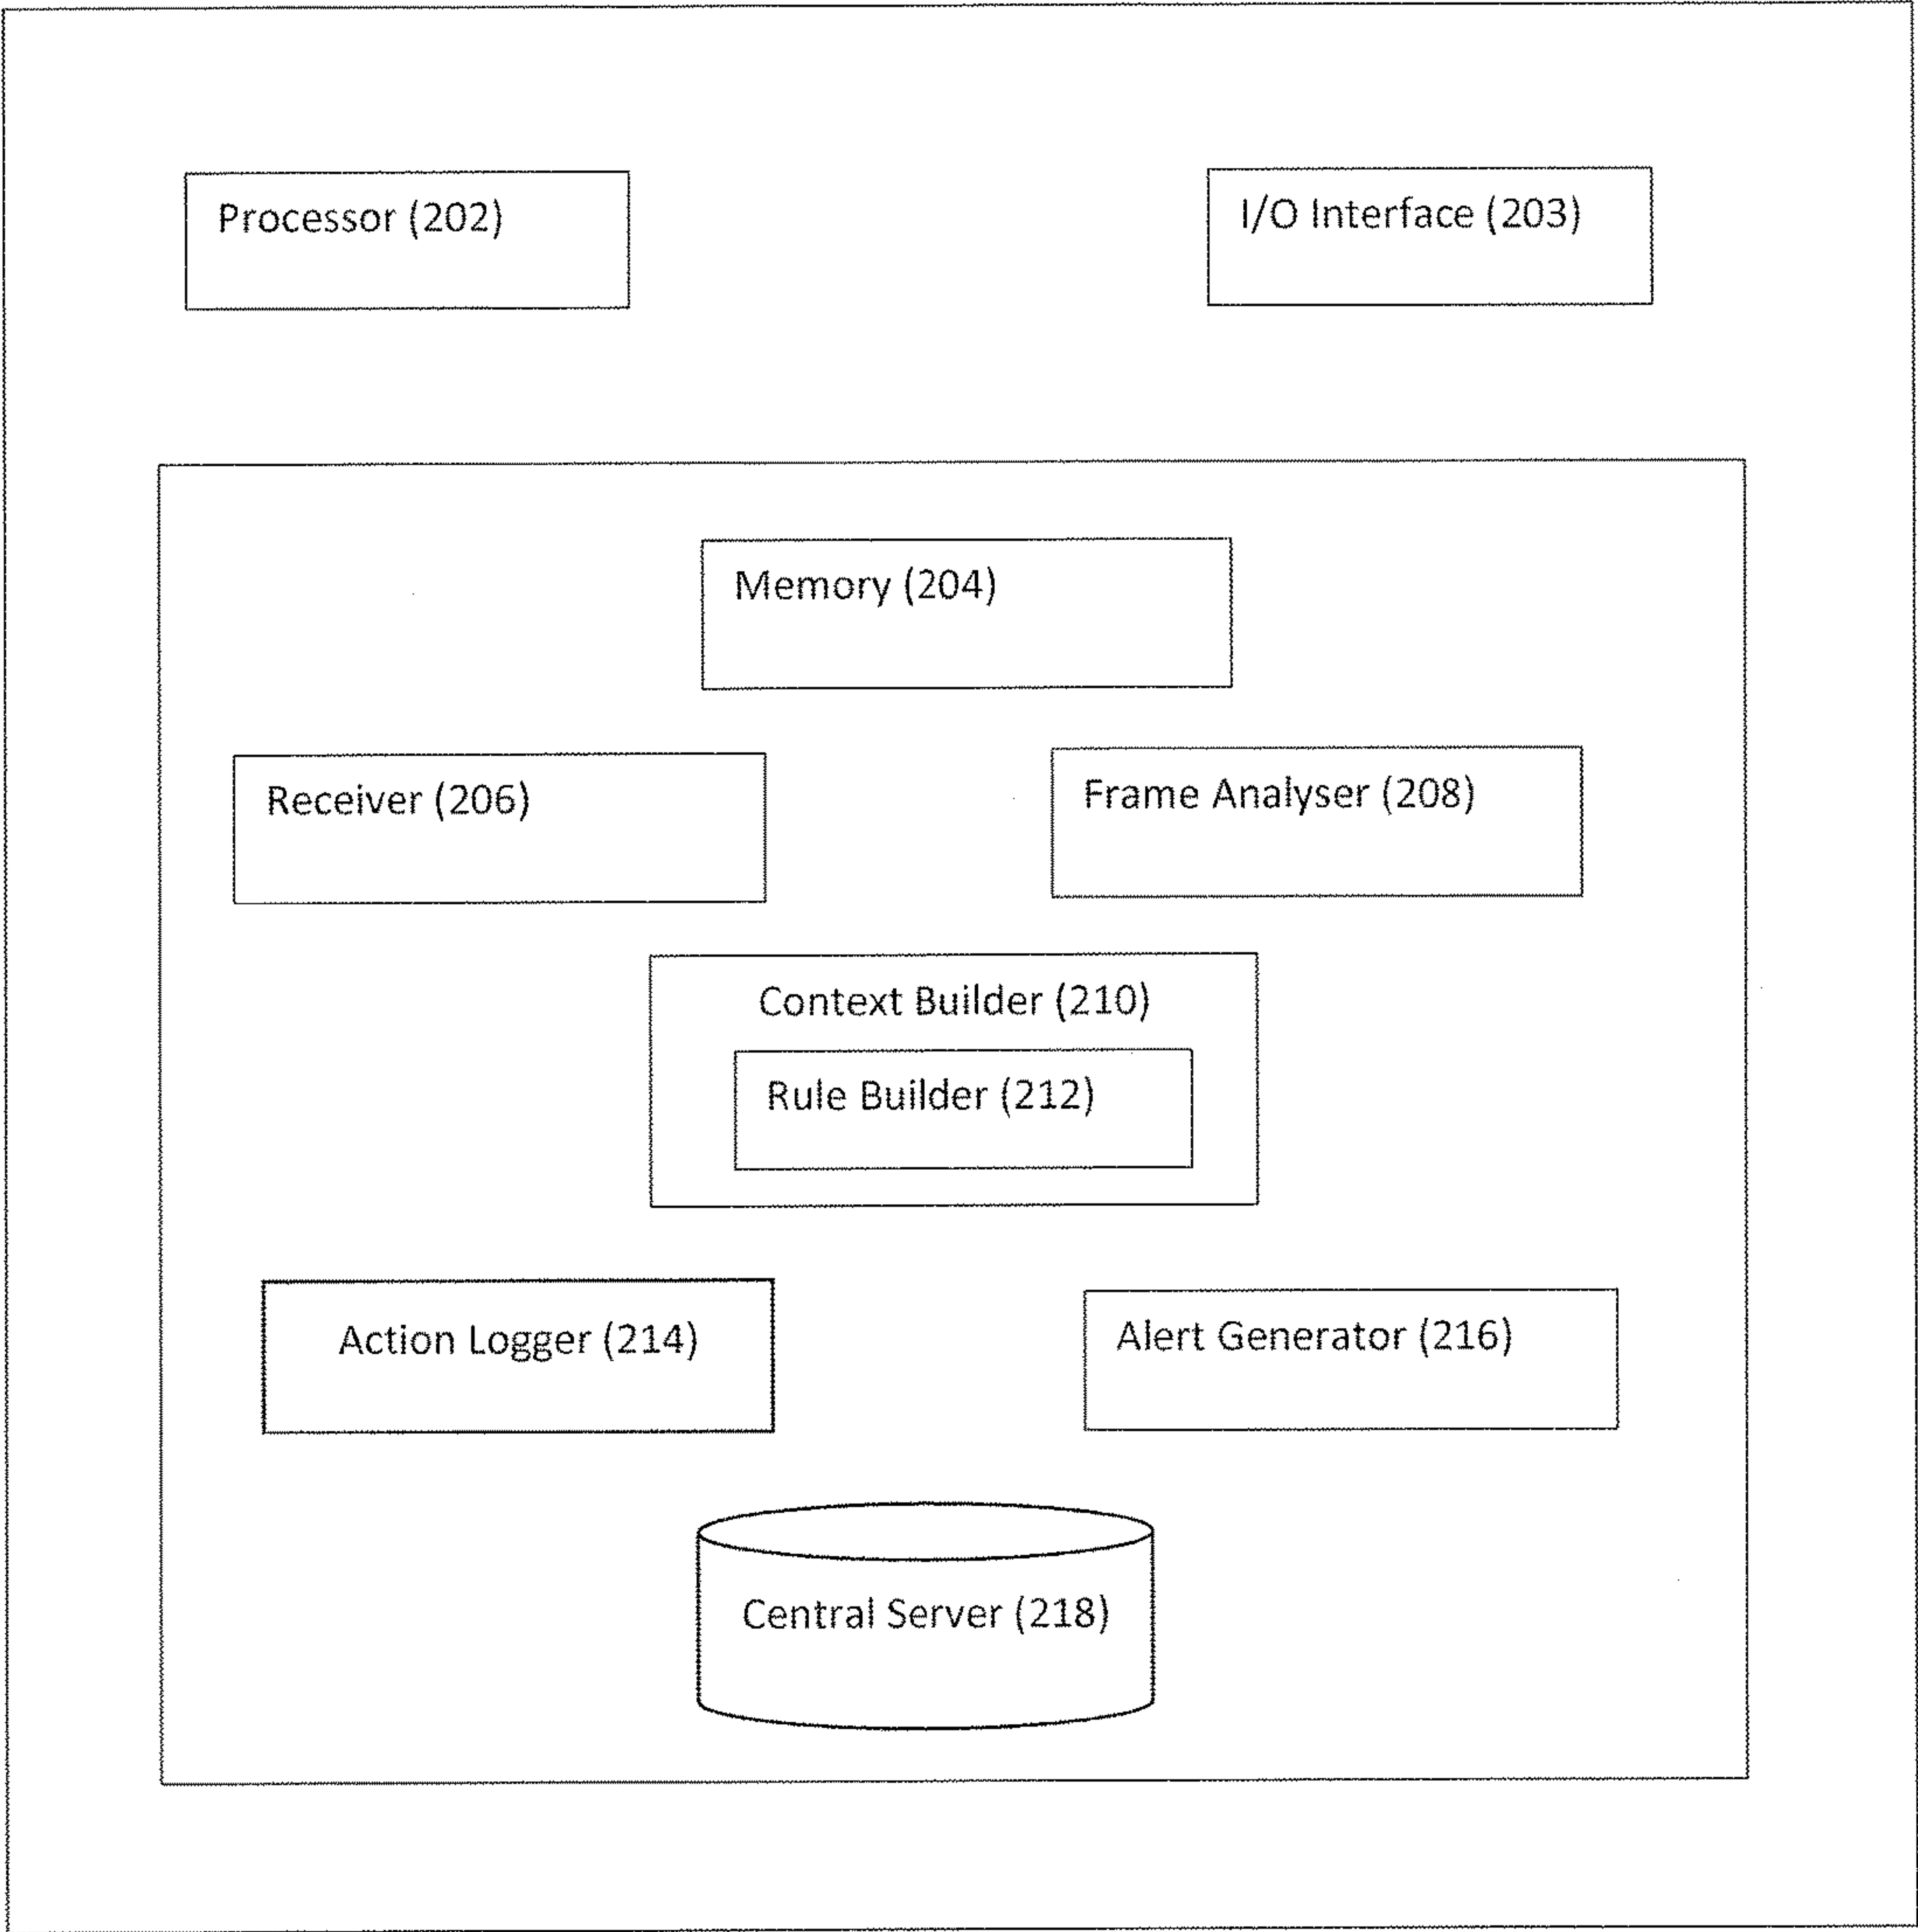 Processor (202)
I/O Interface (203)
Memory (204)
Receiver (206)
Frame Analyser (208)
Context Builder (210)
Rule Builder (212)
Action Logger (214)
Alert Generator (216)
Central Server (218)